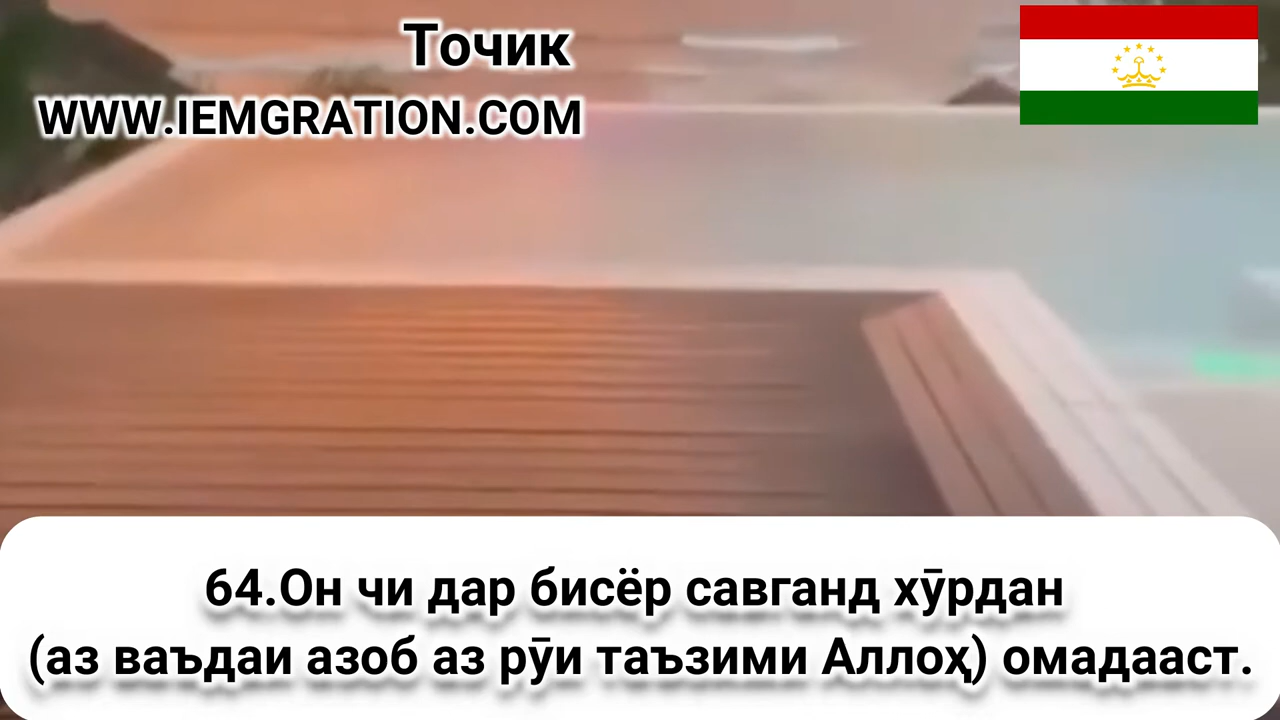 Точик
WWW.IEMGRATION.COM
64.Он чи дар бисёр савганд хӯрдан
(аз ваъдаи азоб аз рӯи таъзими Аллоҳ) омадааст.